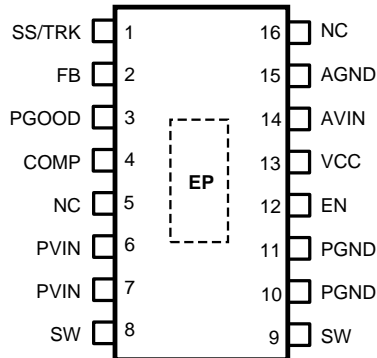 SS/TRK 1 16 NC
FB 2 15 AGND
PGOOD 3 14 AVIN
COMP 4 13 VCC
EP
NC 5 12 EN
PVIN 6 11 PGND
PVIN 7 10 PGND
SW 8 9 SW